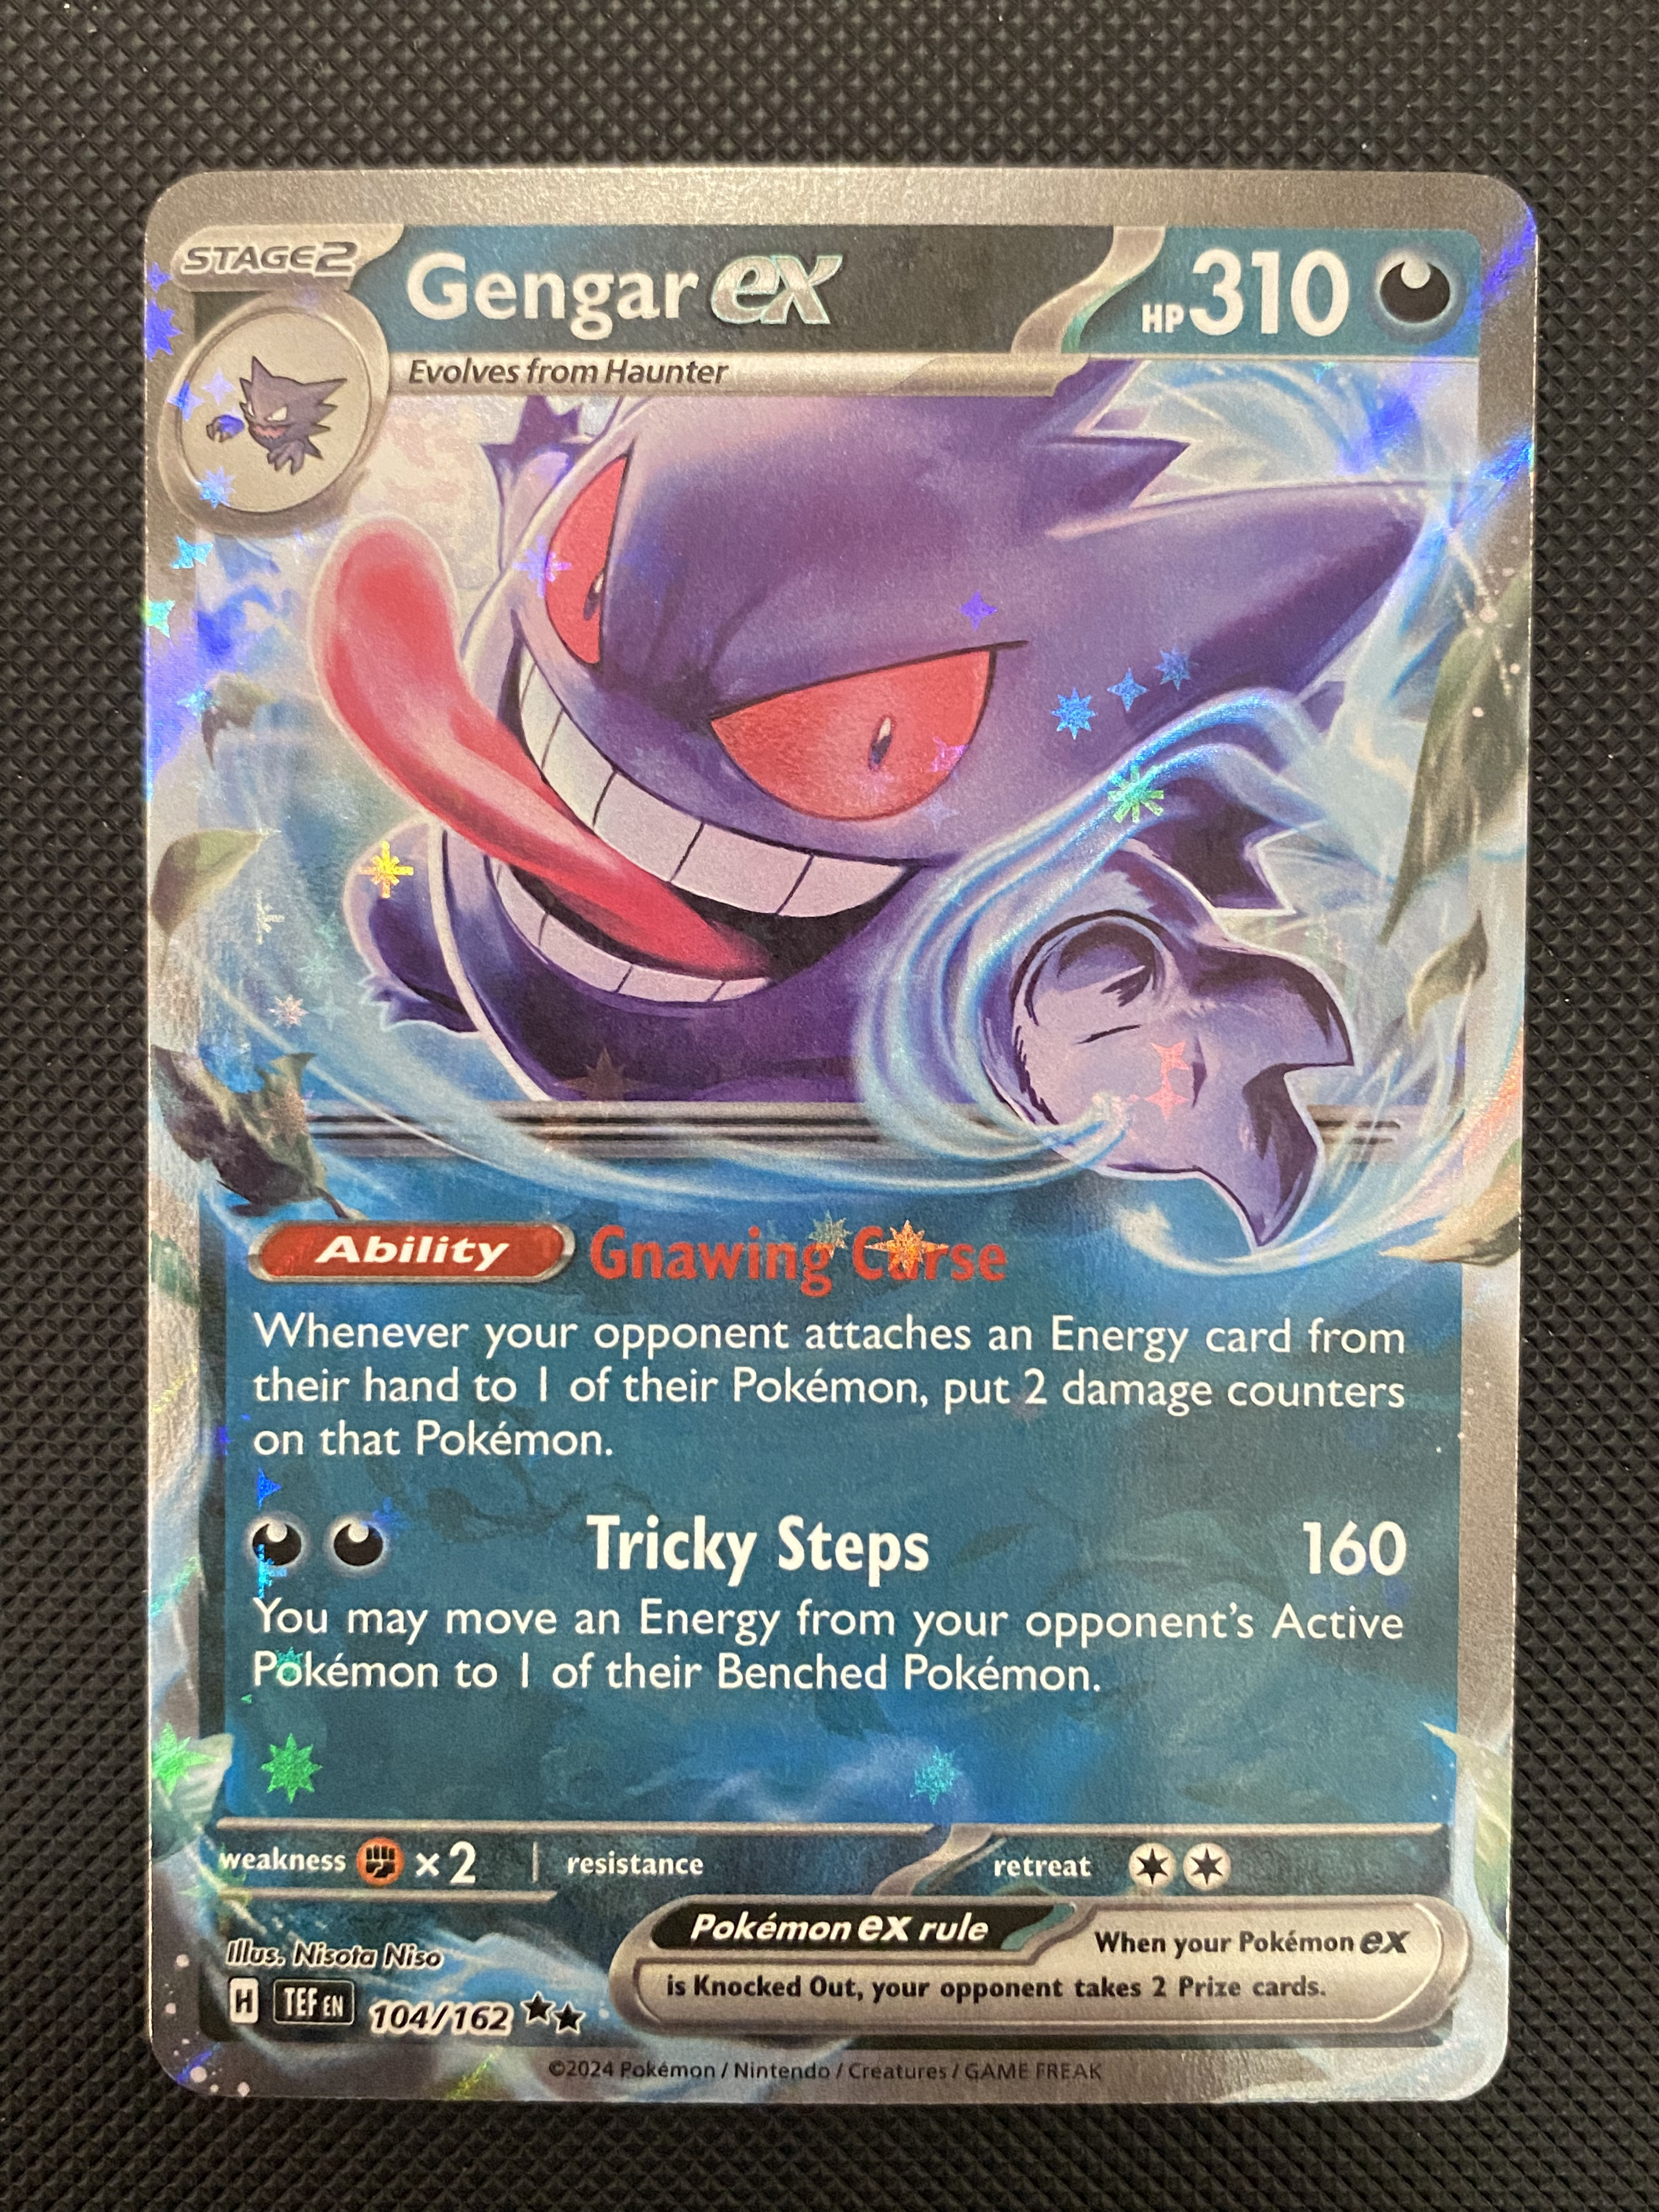 STAGE2
Gengar ex
HP 310
Evolves from Haunter
Ability Gnawing Curse
Whenever your opponent attaches an Energy card from
their hand to 1 of their Pokémon, put 2 damage counters
on that Pokémon.
Tricky Steps 160
You may move an Energy from your opponent's Active
Pokémon to 1 of their Benched Pokémon.
weakness ×2 resistance retreat
Pokémon ex rule When your Pokémon ex
is Knocked Out, your opponent takes 2 Prize cards.
Illus. Nisota Niso
H TEF EN 104/162
©2024 Pokémon / Nintendo / Creatures / GAME FREAK